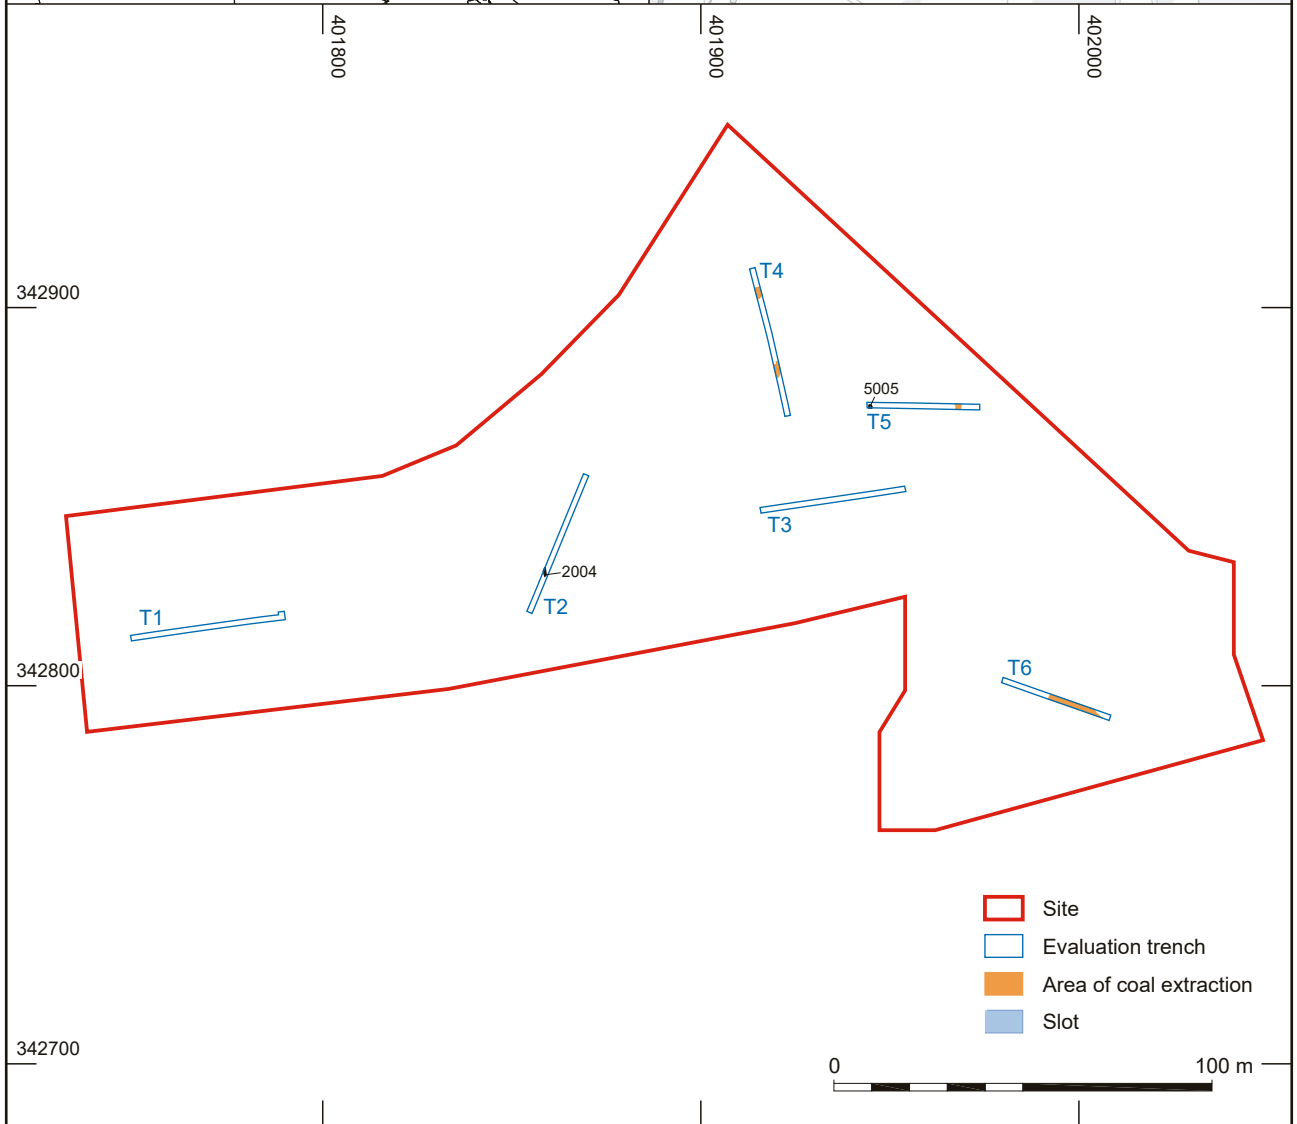 401800
401900
402000
342900
T4
5005
T5
T3
2004
T2
T1
342800
T6
Site
Evaluation trench
Area of coal extraction
Slot
342700
0
100 m